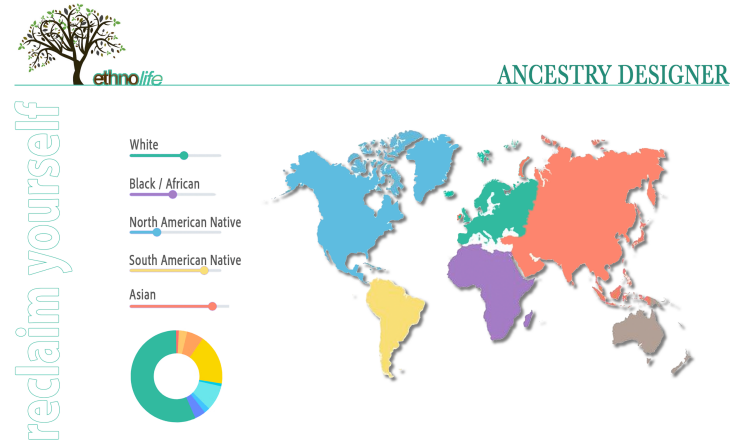 ethnolife
ANCESTRY DESIGNER
reclaim yourself
White
Black / African
North American Native
South American Native
Asian